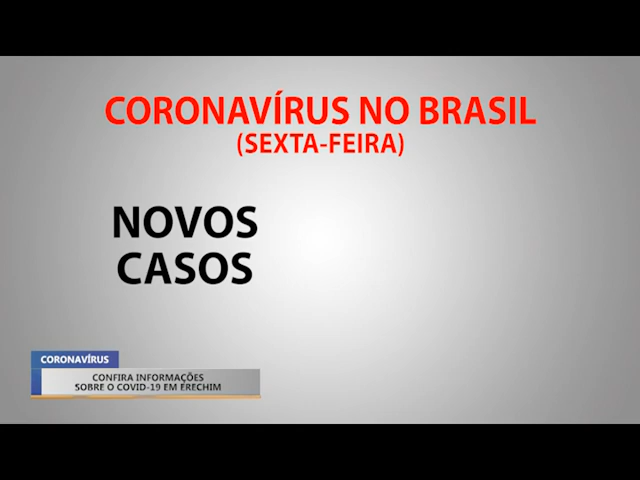 CORONAVÍRUS NO BRASIL
(SEXTA-FEIRA)
NOVOS
CASOS
CORONAVÍRUS
CONFIRA INFORMAÇÕES
SOBRE O COVID-19 EM ERECHIM